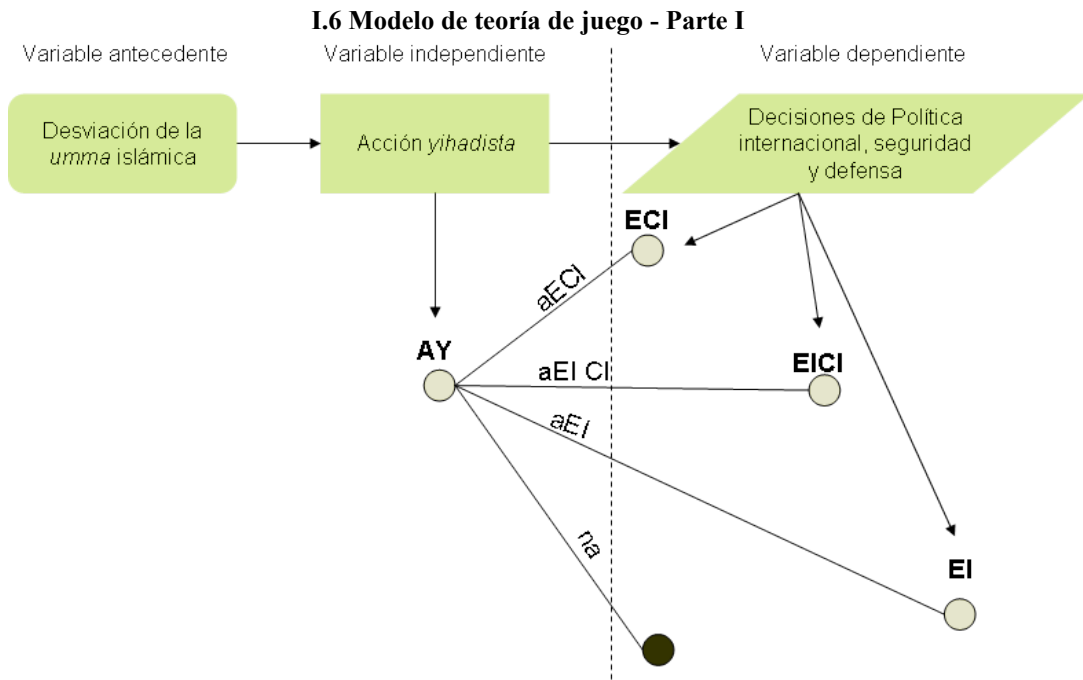 I.6 Modelo de teoría de juego - Parte I
Variable antecedente
Variable independiente
Variable dependiente
Desviación de la
umma islámica
Acción yihadista
Decisiones de Política
internacional, seguridad
y defensa
ECI
aECI
AY
aEI CI
EICI
aEI
na
EI